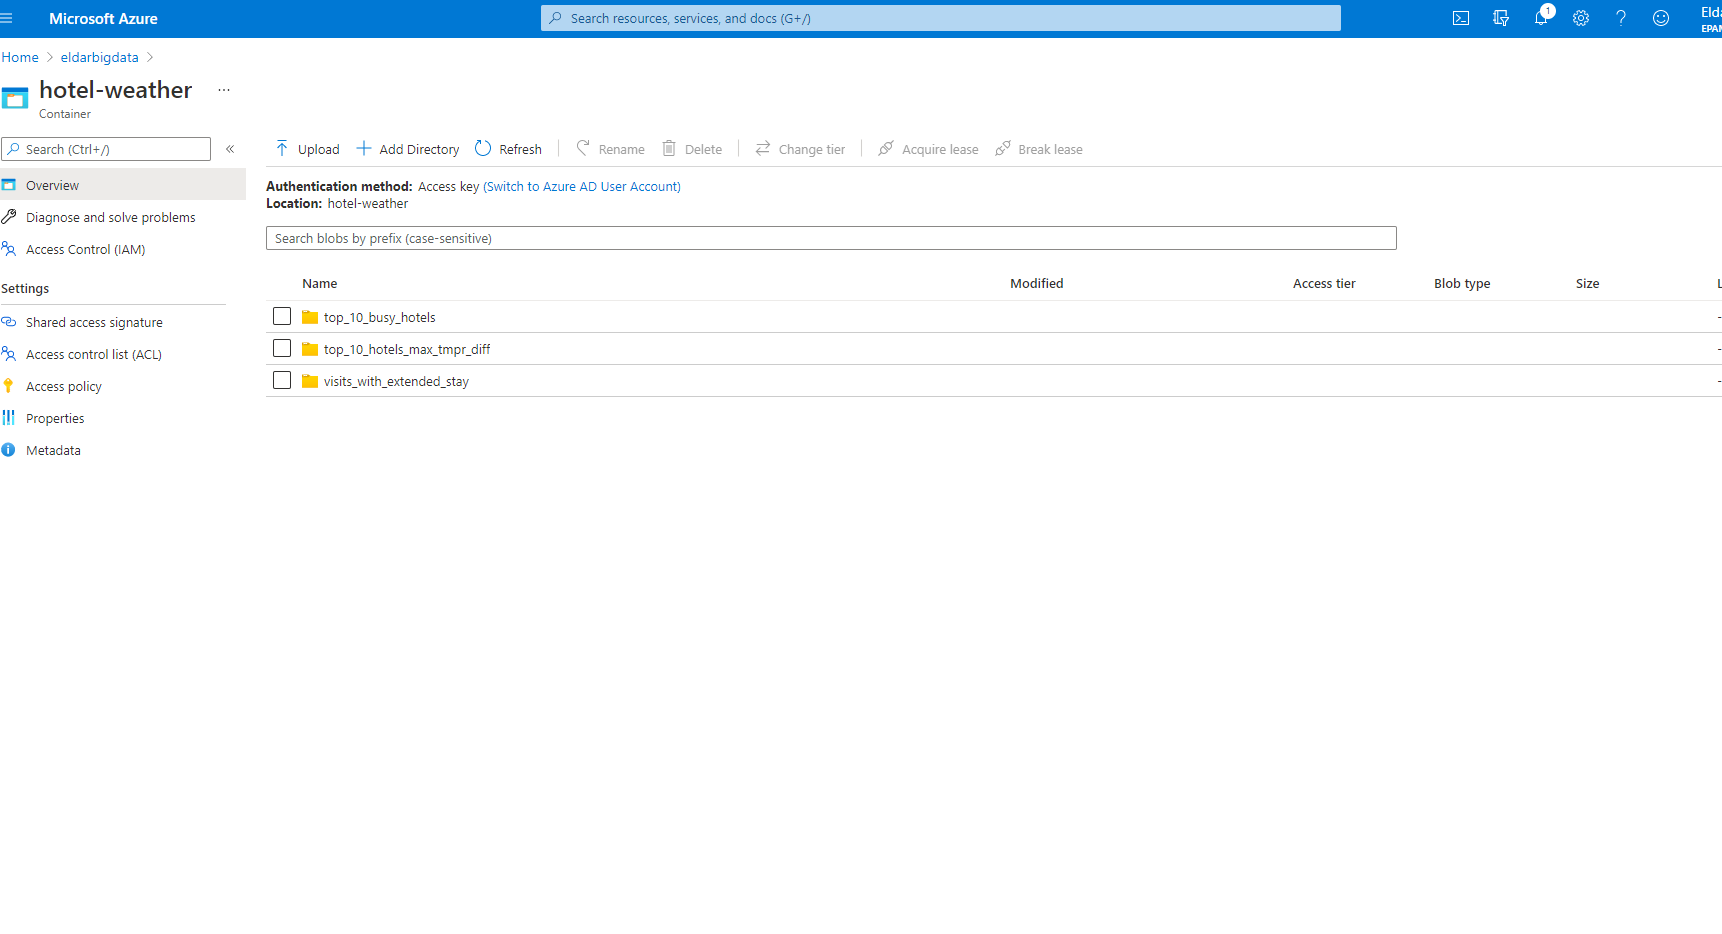 Microsoft Azure
Search resources, services, and docs (G+/)
1
Elda
EPAM
Home > eldarbigdata >
hotel-weather ...
Container
Search (Ctrl+/) «
Upload Add Directory Refresh Rename Delete Change tier Acquire lease Break lease
Overview
Diagnose and solve problems
Access Control (IAM)
Settings
Shared access signature
Access control list (ACL)
Access policy
Properties
Metadata
Authentication method: Access key (Switch to Azure AD User Account)
Location: hotel-weather
Search blobs by prefix (case-sensitive)
Name Modified Access tier Blob type Size L
top_10_busy_hotels -
top_10_hotels_max_tmpr_diff -
visits_with_extended_stay -